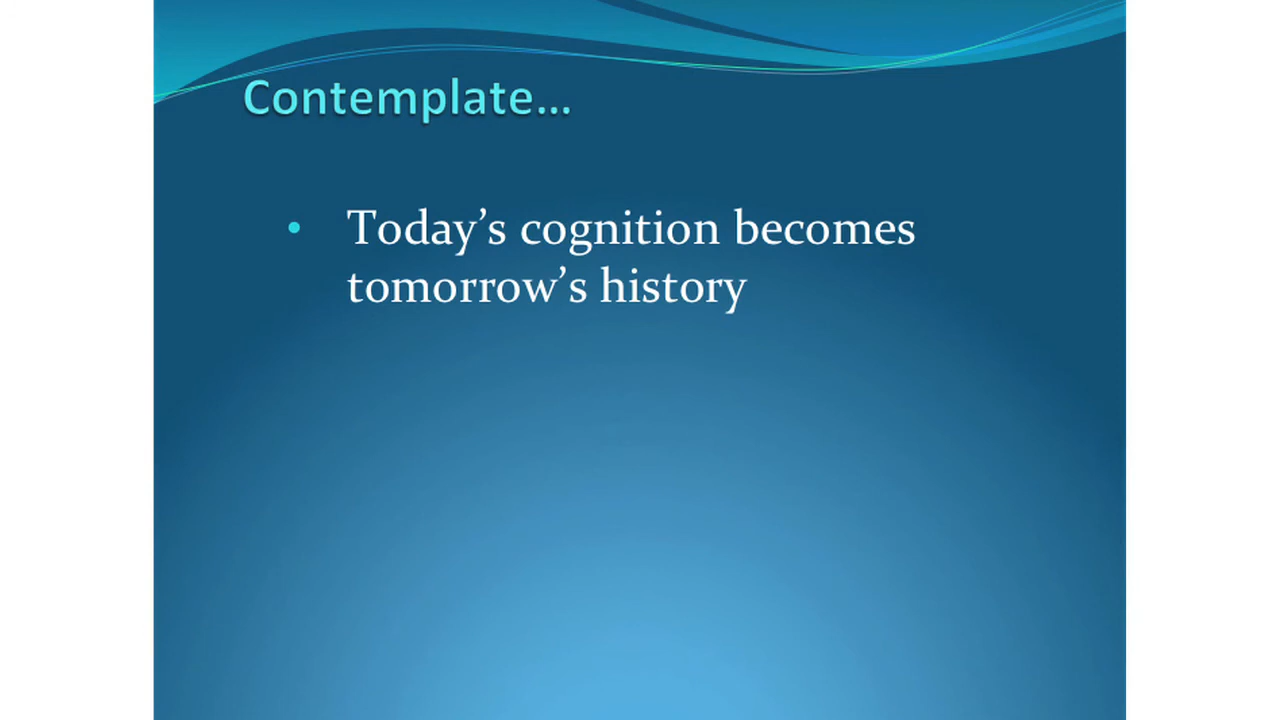 Contemplate…
• Today’s cognition becomes
tomorrow’s history